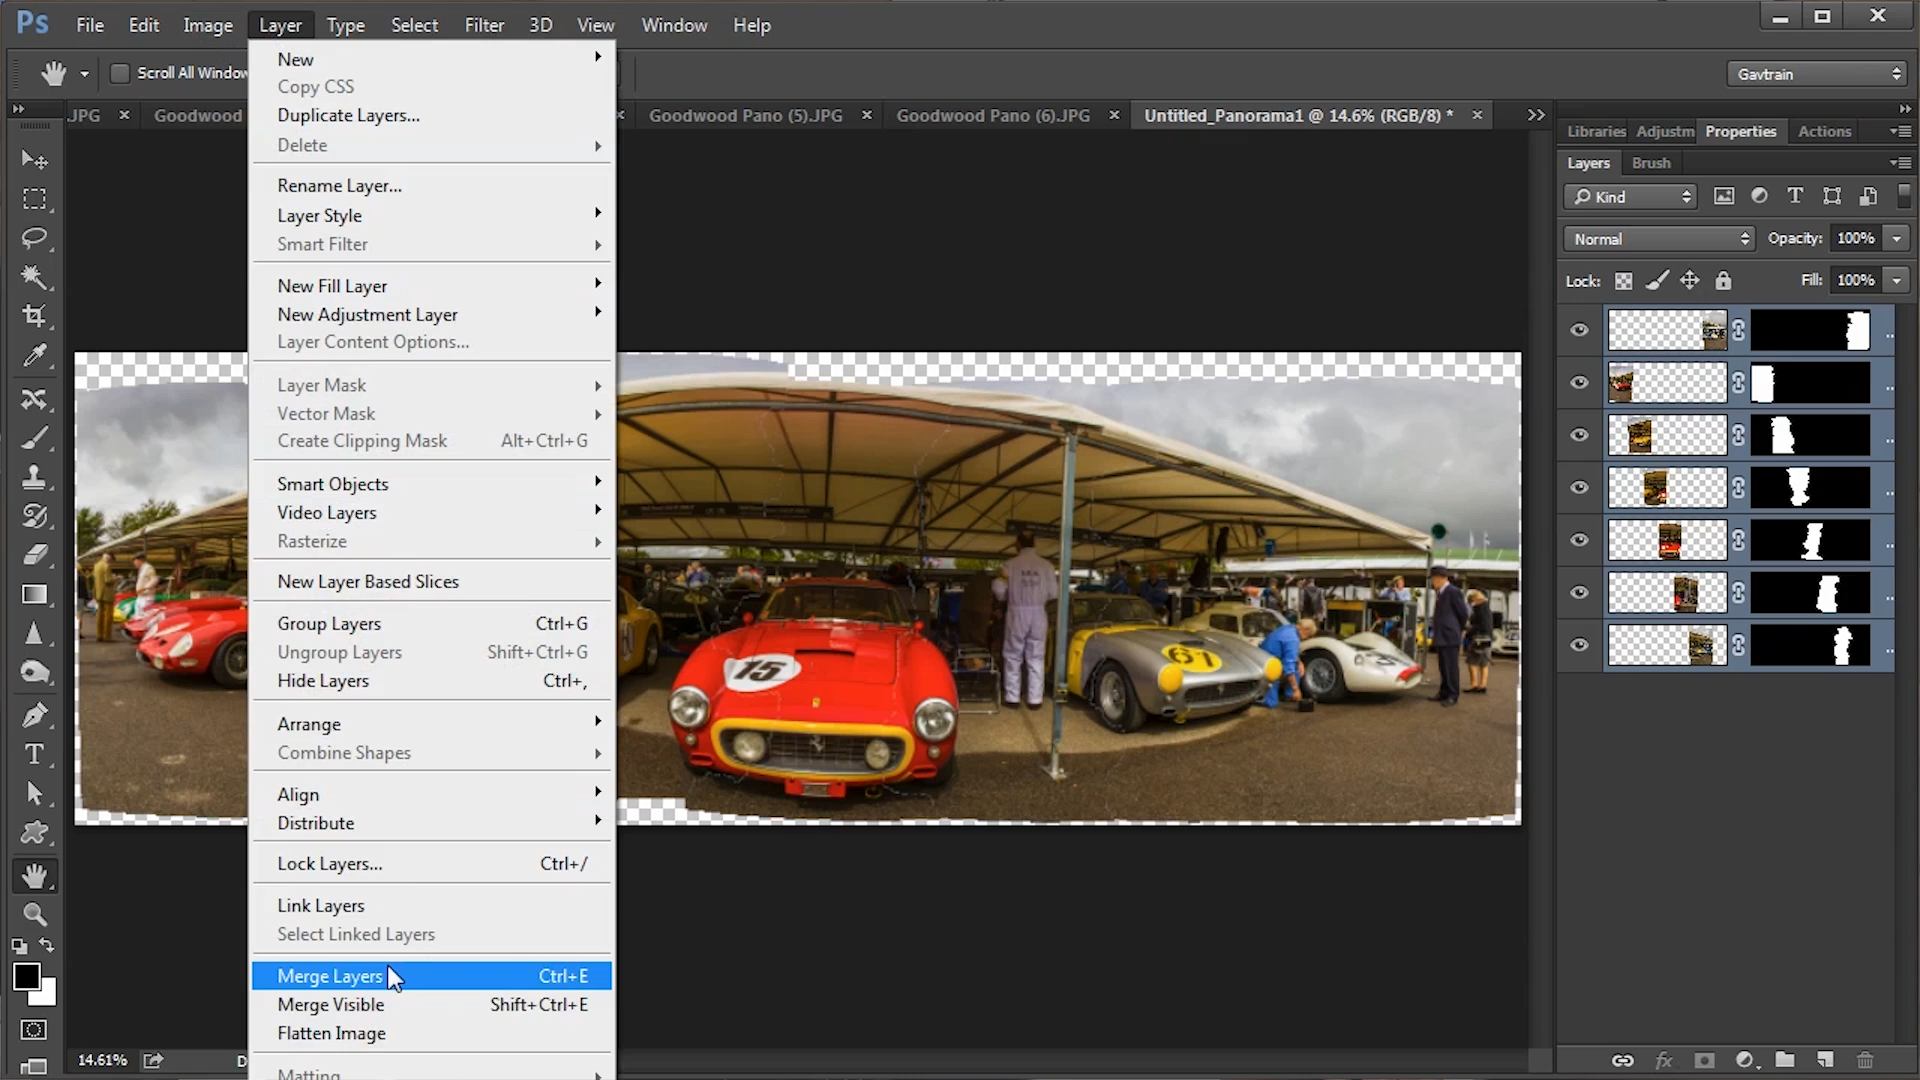 Ps File Edit Image Layer Type Select Filter 3D View Window Help
Scroll All Window
Gavtrain
.JPG Goodwood Goodwood Pano (5).JPG Goodwood Pano (6).JPG Untitled_Panorama1 @ 14.6% (RGB/8) *
New
Copy CSS
Duplicate Layers...
Delete
Rename Layer...
Layer Style
Smart Filter
New Fill Layer
New Adjustment Layer
Layer Content Options...
Layer Mask
Vector Mask
Create Clipping Mask Alt+Ctrl+G
Smart Objects
Video Layers
Rasterize
New Layer Based Slices
Group Layers Ctrl+G
Ungroup Layers Shift+Ctrl+G
Hide Layers Ctrl+,
Arrange
Combine Shapes
Align
Distribute
Lock Layers... Ctrl+/
Link Layers
Select Linked Layers
Merge Layers Ctrl+E
Merge Visible Shift+Ctrl+E
Flatten Image
Matting
15
61
Libraries Adjustm Properties Actions
Layers Brush
Kind
Normal Opacity: 100%
Lock: Fill: 100%
14.61% D